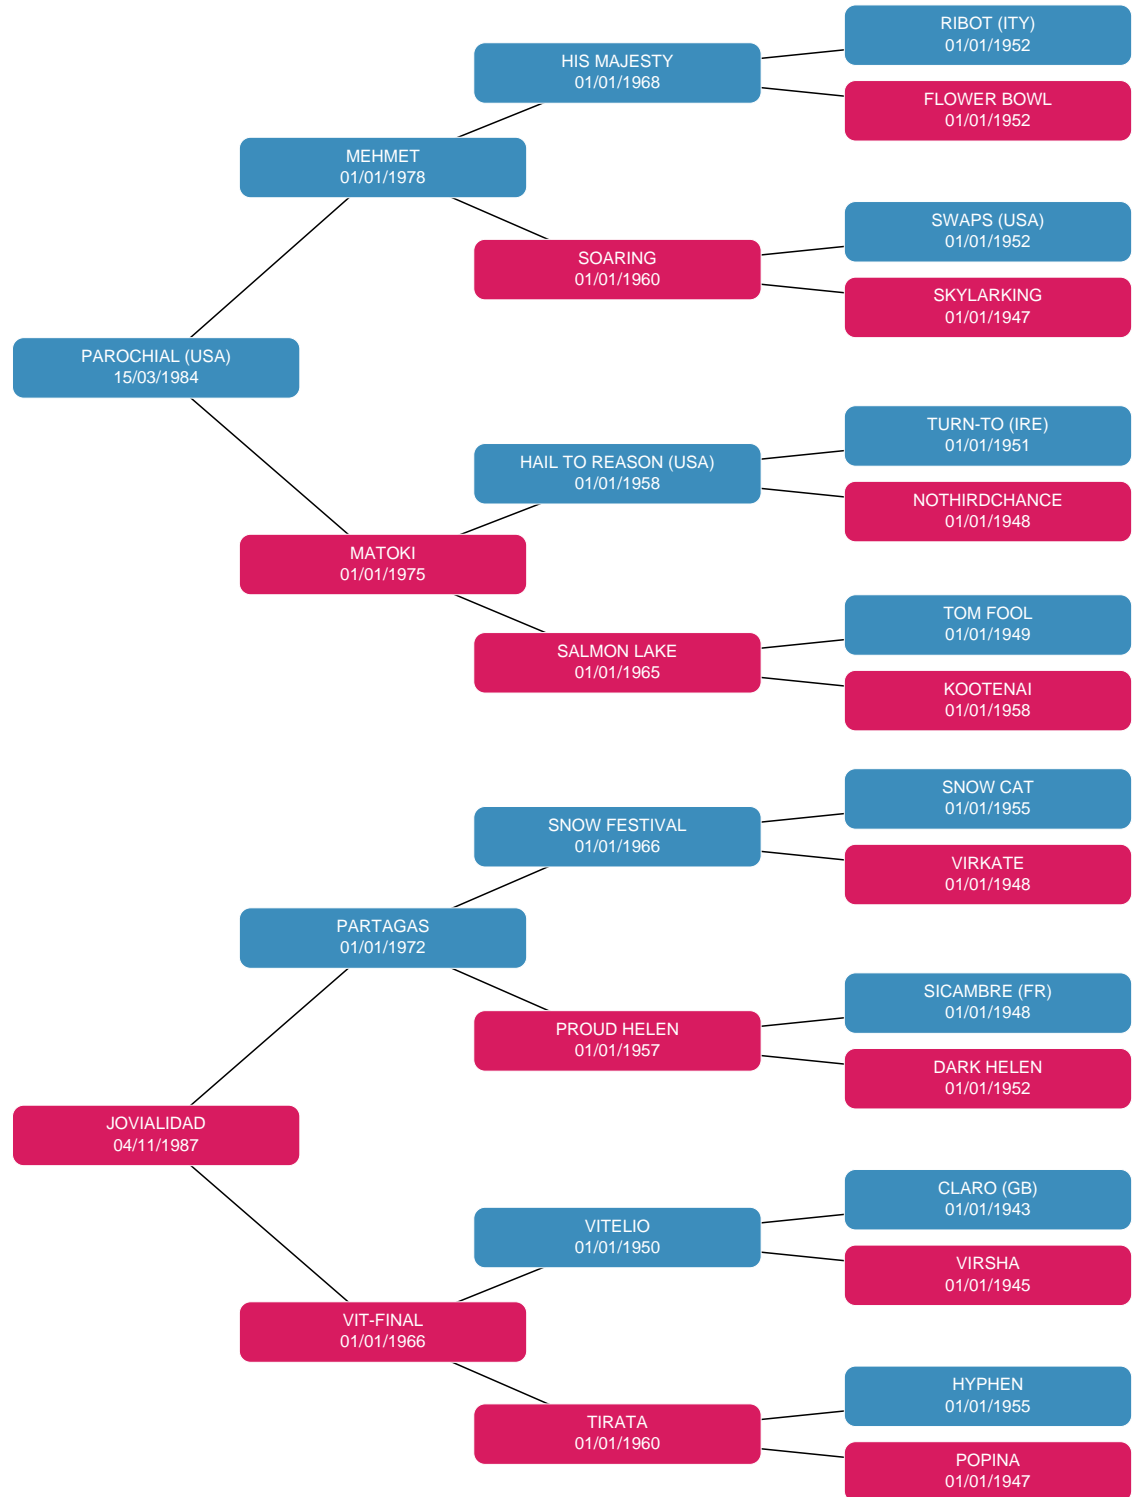 RIBOT (ITY)
01/01/1952
HIS MAJESTY
01/01/1968
FLOWER BOWL
01/01/1952
MEHMET
01/01/1978
SWAPS (USA)
01/01/1952
SOARING
01/01/1960
SKYLARKING
01/01/1947
PAROCHIAL (USA)
15/03/1984
TURN-TO (IRE)
01/01/1951
HAIL TO REASON (USA)
01/01/1958
NOTHIRDCHANCE
01/01/1948
MATOKI
01/01/1975
TOM FOOL
01/01/1949
SALMON LAKE
01/01/1965
KOOTENAI
01/01/1958
SNOW CAT
01/01/1955
SNOW FESTIVAL
01/01/1966
VIRKATE
01/01/1948
PARTAGAS
01/01/1972
SICAMBRE (FR)
01/01/1948
PROUD HELEN
01/01/1957
DARK HELEN
01/01/1952
JOVIALIDAD
04/11/1987
CLARO (GB)
01/01/1943
VITELIO
01/01/1950
VIRSHA
01/01/1945
VIT-FINAL
01/01/1966
HYPHEN
01/01/1955
TIRATA
01/01/1960
POPINA
01/01/1947